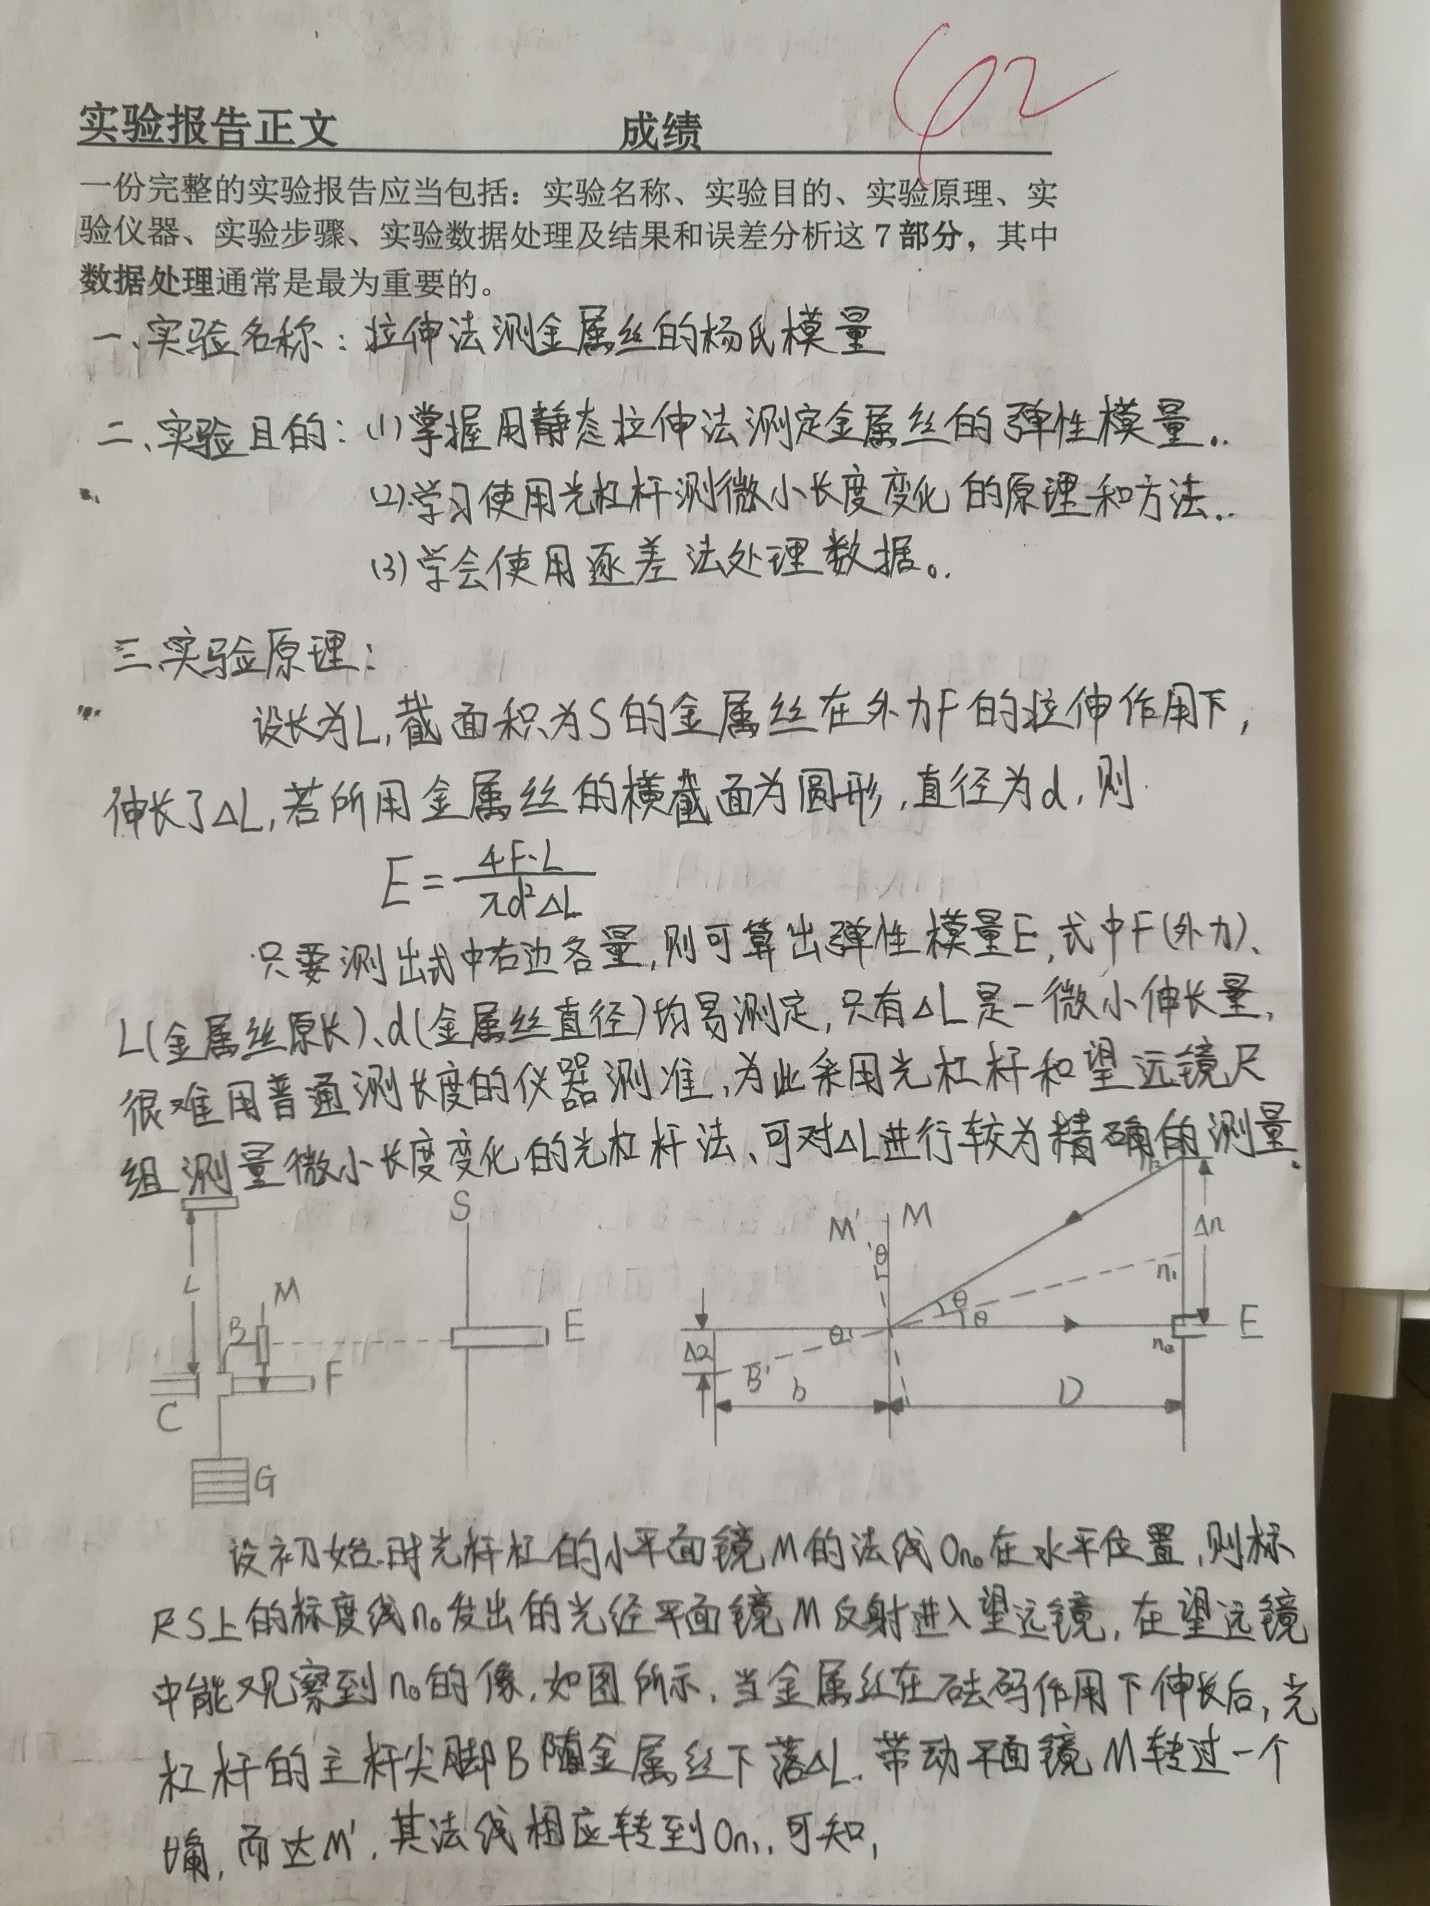 92
实验报告正文 成绩
一份完整的实验报告应当包括：实验名称、实验目的、实验原理、实
验仪器、实验步骤、实验数据处理及结果和误差分析这7部分，其中
数据处理通常是最为重要的。
一、实验名称：拉伸法测金属丝的杨氏模量
二、实验目的：(1)掌握用静态拉伸法测定金属丝的弹性模量..
(2)学习使用光杠杆测微小长度变化的原理和方法..
(3)学会使用逐差法处理数据。.
三、实验原理：
设长为L,截面积为S的金属丝在外力F的拉伸作用下,
伸长了ΔL,若所用金属丝的横截面为圆形,直径为d,则
E=4F·L/πd²ΔL
只要测出式中右边各量,则可算出弹性模量E,式中F(外力)、
L(金属丝原长)、d(金属丝直径)均易测定,只有ΔL是一微小伸长量,
很难用普通测长度的仪器测准,为此采用光杠杆和望远镜尺
组测量微小长度变化的光杠杆法、可对ΔL进行较为精确的测量.
L B M C F G
S E
M' M θ θ θ θ Δn n₁ n₀ E
B' b D
设初始时光杆杠的小平面镜M的法线On₀在水平位置,则标
尺S上的标度线n₀发出的光经平面镜M反射进入望远镜,在望远镜
中能观察到n₀的像.如图所示,当金属丝在砝码作用下伸长后,光
杠杆的主杆尖脚B随金属丝下落ΔL.带动平面镜M转过一个
θ角,而达M'.其法线相应转到On₁,可知,